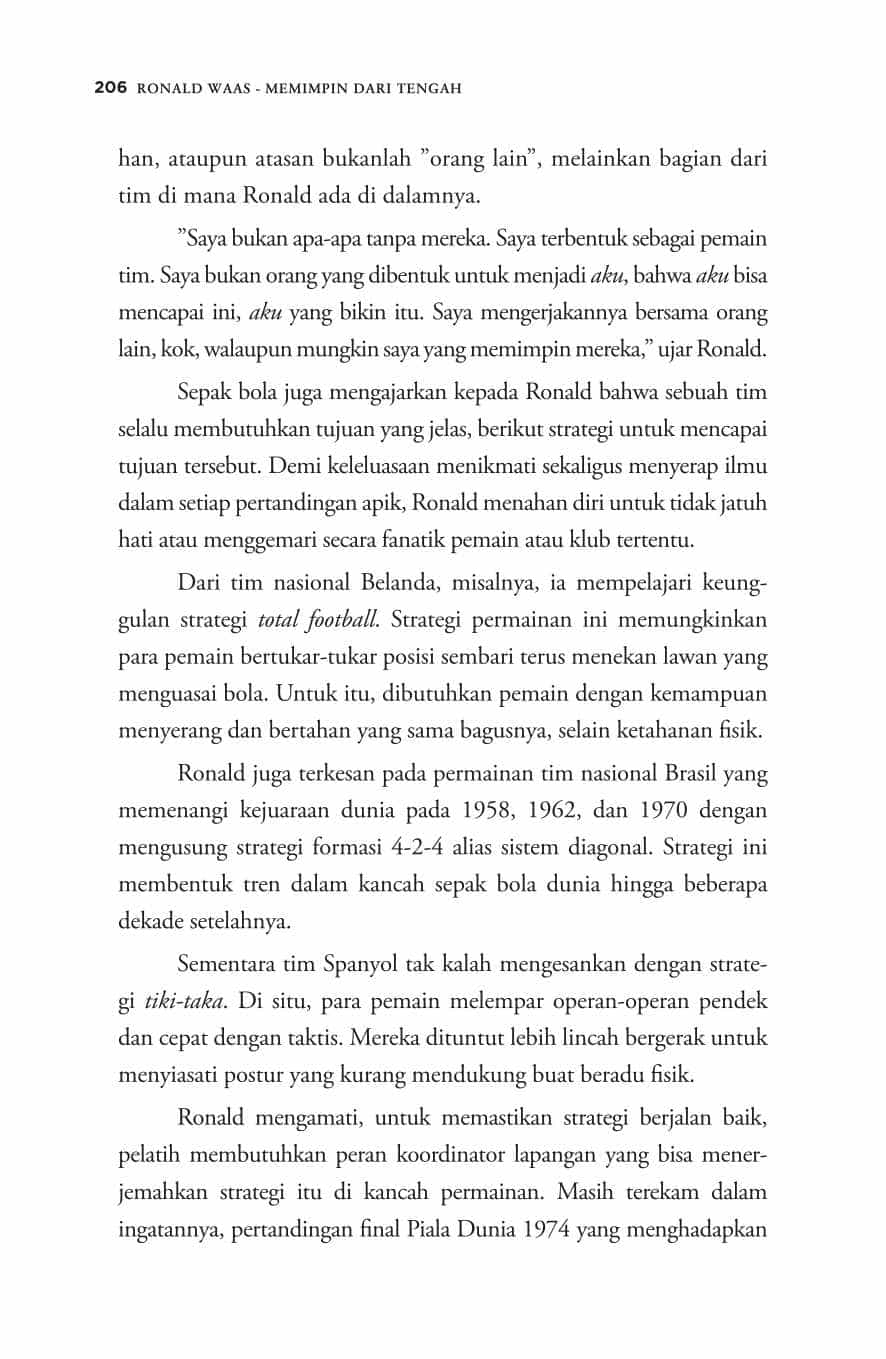 206 RONALD WAAS - MEMIMPIN DARI TENGAH
han, ataupun atasan bukanlah ”orang lain”, melainkan bagian dari
tim di mana Ronald ada di dalamnya.
”Saya bukan apa-apa tanpa mereka. Saya terbentuk sebagai pemain
tim. Saya bukan orang yang dibentuk untuk menjadi aku, bahwa aku bisa
mencapai ini, aku yang bikin itu. Saya mengerjakannya bersama orang
lain, kok, walaupun mungkin saya yang memimpin mereka,” ujar Ronald.
Sepak bola juga mengajarkan kepada Ronald bahwa sebuah tim
selalu membutuhkan tujuan yang jelas, berikut strategi untuk mencapai
tujuan tersebut. Demi keleluasaan menikmati sekaligus menyerap ilmu
dalam setiap pertandingan apik, Ronald menahan diri untuk tidak jatuh
hati atau menggemari secara fanatik pemain atau klub tertentu.
Dari tim nasional Belanda, misalnya, ia mempelajari keung-
gulan strategi total football. Strategi permainan ini memungkinkan
para pemain bertukar-tukar posisi sembari terus menekan lawan yang
menguasai bola. Untuk itu, dibutuhkan pemain dengan kemampuan
menyerang dan bertahan yang sama bagusnya, selain ketahanan fisik.
Ronald juga terkesan pada permainan tim nasional Brasil yang
memenangi kejuaraan dunia pada 1958, 1962, dan 1970 dengan
mengusung strategi formasi 4-2-4 alias sistem diagonal. Strategi ini
membentuk tren dalam kancah sepak bola dunia hingga beberapa
dekade setelahnya.
Sementara tim Spanyol tak kalah mengesankan dengan strate-
gi tiki-taka. Di situ, para pemain melempar operan-operan pendek
dan cepat dengan taktis. Mereka dituntut lebih lincah bergerak untuk
menyiasati postur yang kurang mendukung buat beradu fisik.
Ronald mengamati, untuk memastikan strategi berjalan baik,
pelatih membutuhkan peran koordinator lapangan yang bisa mener-
jemahkan strategi itu di kancah permainan. Masih terekam dalam
ingatannya, pertandingan final Piala Dunia 1974 yang menghadapkan